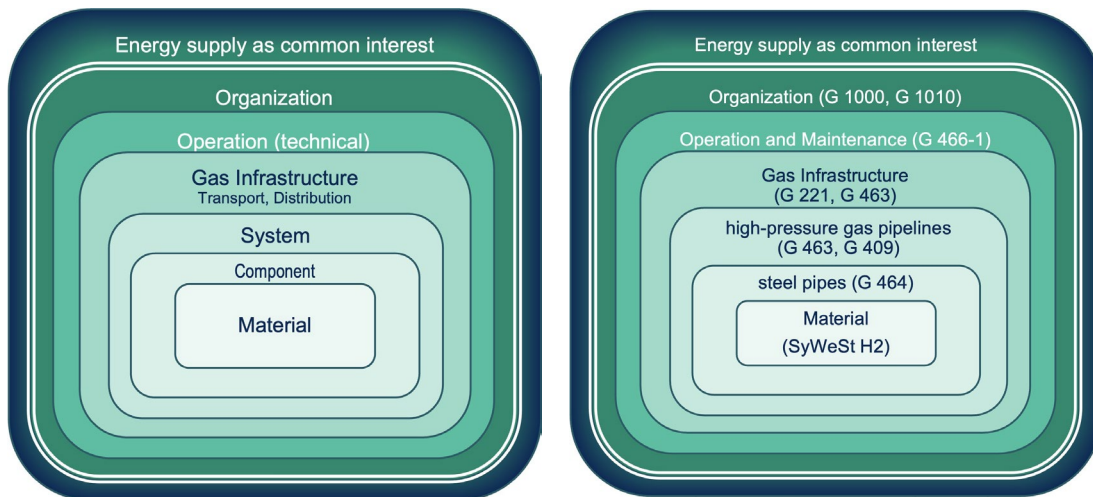 Energy supply as common interest
Organization
Operation (technical)
Gas Infrastructure
Transport, Distribution
System
Component
Material
Energy supply as common interest
Organization (G 1000, G 1010)
Operation and Maintenance (G 466-1)
Gas Infrastructure
(G 221, G 463)
high-pressure gas pipelines
(G 463, G 409)
steel pipes (G 464)
Material
(SyWeSt H2)